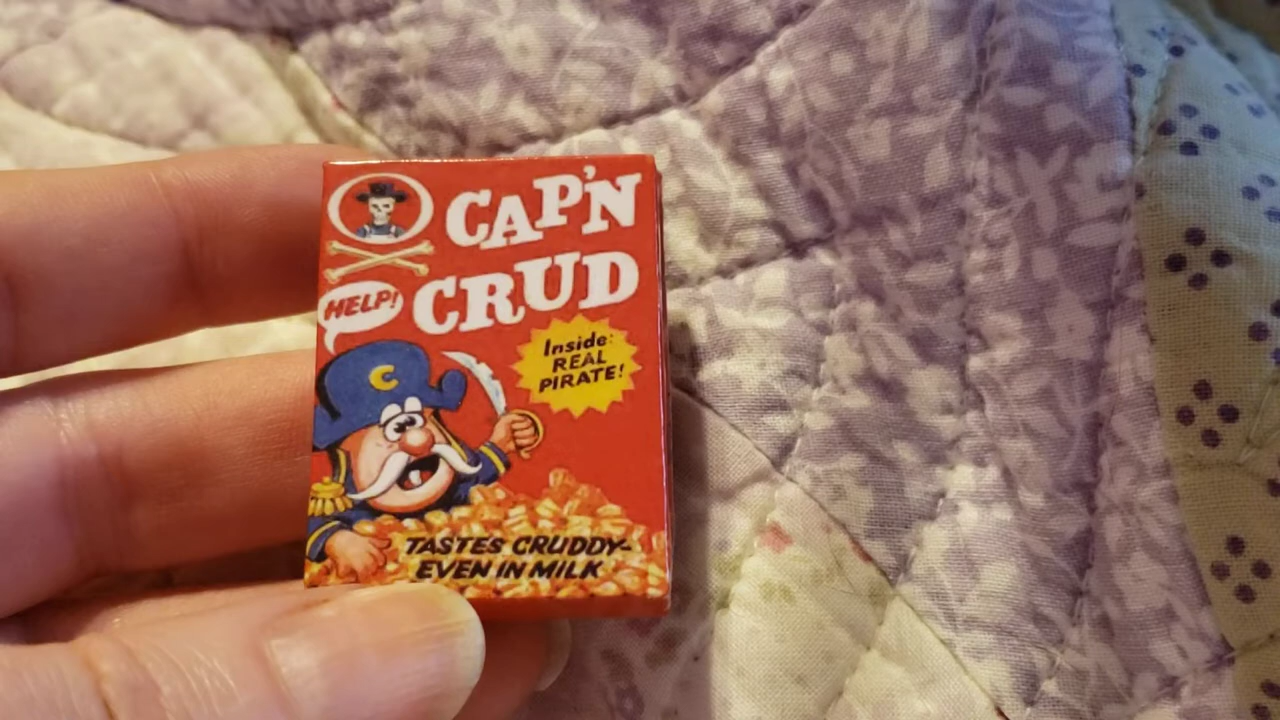 CAP'N
CRUD
HELP!
Inside:
REAL
PIRATE!
C
TASTES CRUDDY-
EVEN IN MILK